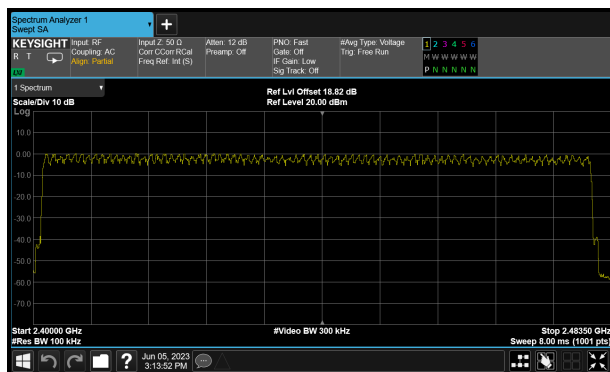 Spectrum Analyzer 1
Swept SA
+
KEYSIGHT
R T
LW
Input: RF
Coupling: AC
Align: Partial
Input Z: 50 Ω
Corr CCorr RCal
Freq Ref: Int (S)
Atten: 12 dB
Preamp: Off
PNO: Fast
Gate: Off
IF Gain: Low
Sig Track: Off
#Avg Type: Voltage
Trig: Free Run
1 2 3 4 5 6
M W W W W W
P N N N N N
1 Spectrum
Scale/Div 10 dB
Ref Lvl Offset 18.82 dB
Ref Level 20.00 dBm
Log
10.0
0.00
-10.0
-20.0
-30.0
-40.0
-50.0
-60.0
-70.0
Start 2.40000 GHz
#Res BW 100 kHz
#Video BW 300 kHz
Stop 2.48350 GHz
Sweep 8.00 ms (1001 pts)
?
Jun 05, 2023
3:13:52 PM